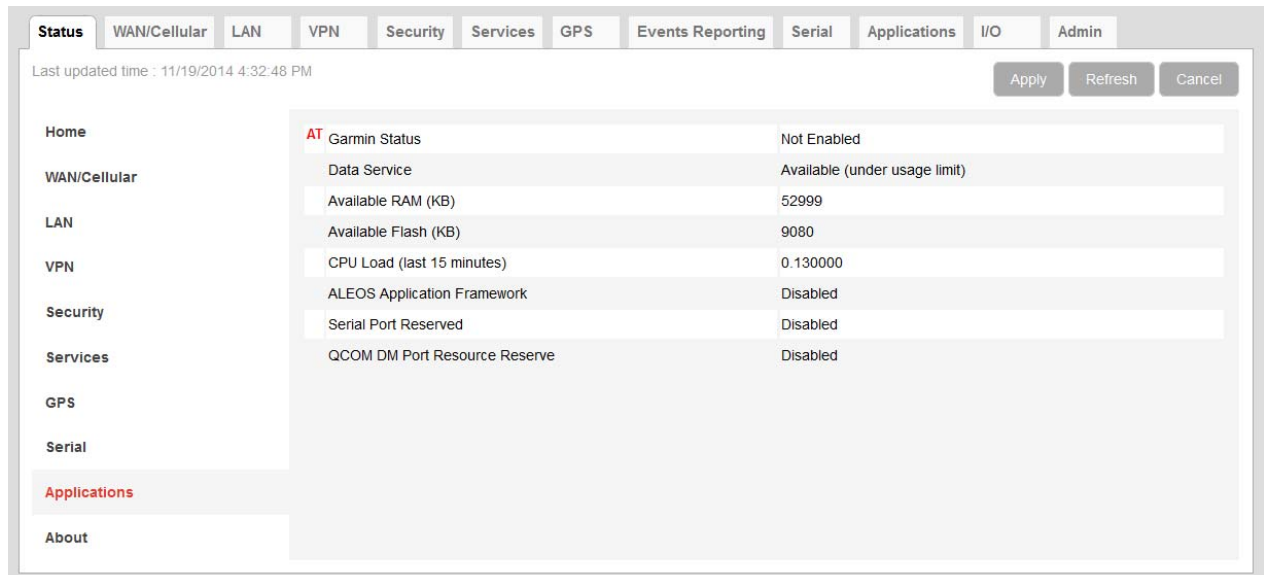 Status WAN/Cellular LAN VPN Security Services GPS Events Reporting Serial Applications I/O Admin
Last updated time : 11/19/2014 4:32:48 PM
Apply Refresh Cancel
Home
WAN/Cellular
LAN
VPN
Security
Services
GPS
Serial
Applications
About
AT Garmin Status Not Enabled
Data Service Available (under usage limit)
Available RAM (KB) 52999
Available Flash (KB) 9080
CPU Load (last 15 minutes) 0.130000
ALEOS Application Framework Disabled
Serial Port Reserved Disabled
QCOM DM Port Resource Reserve Disabled